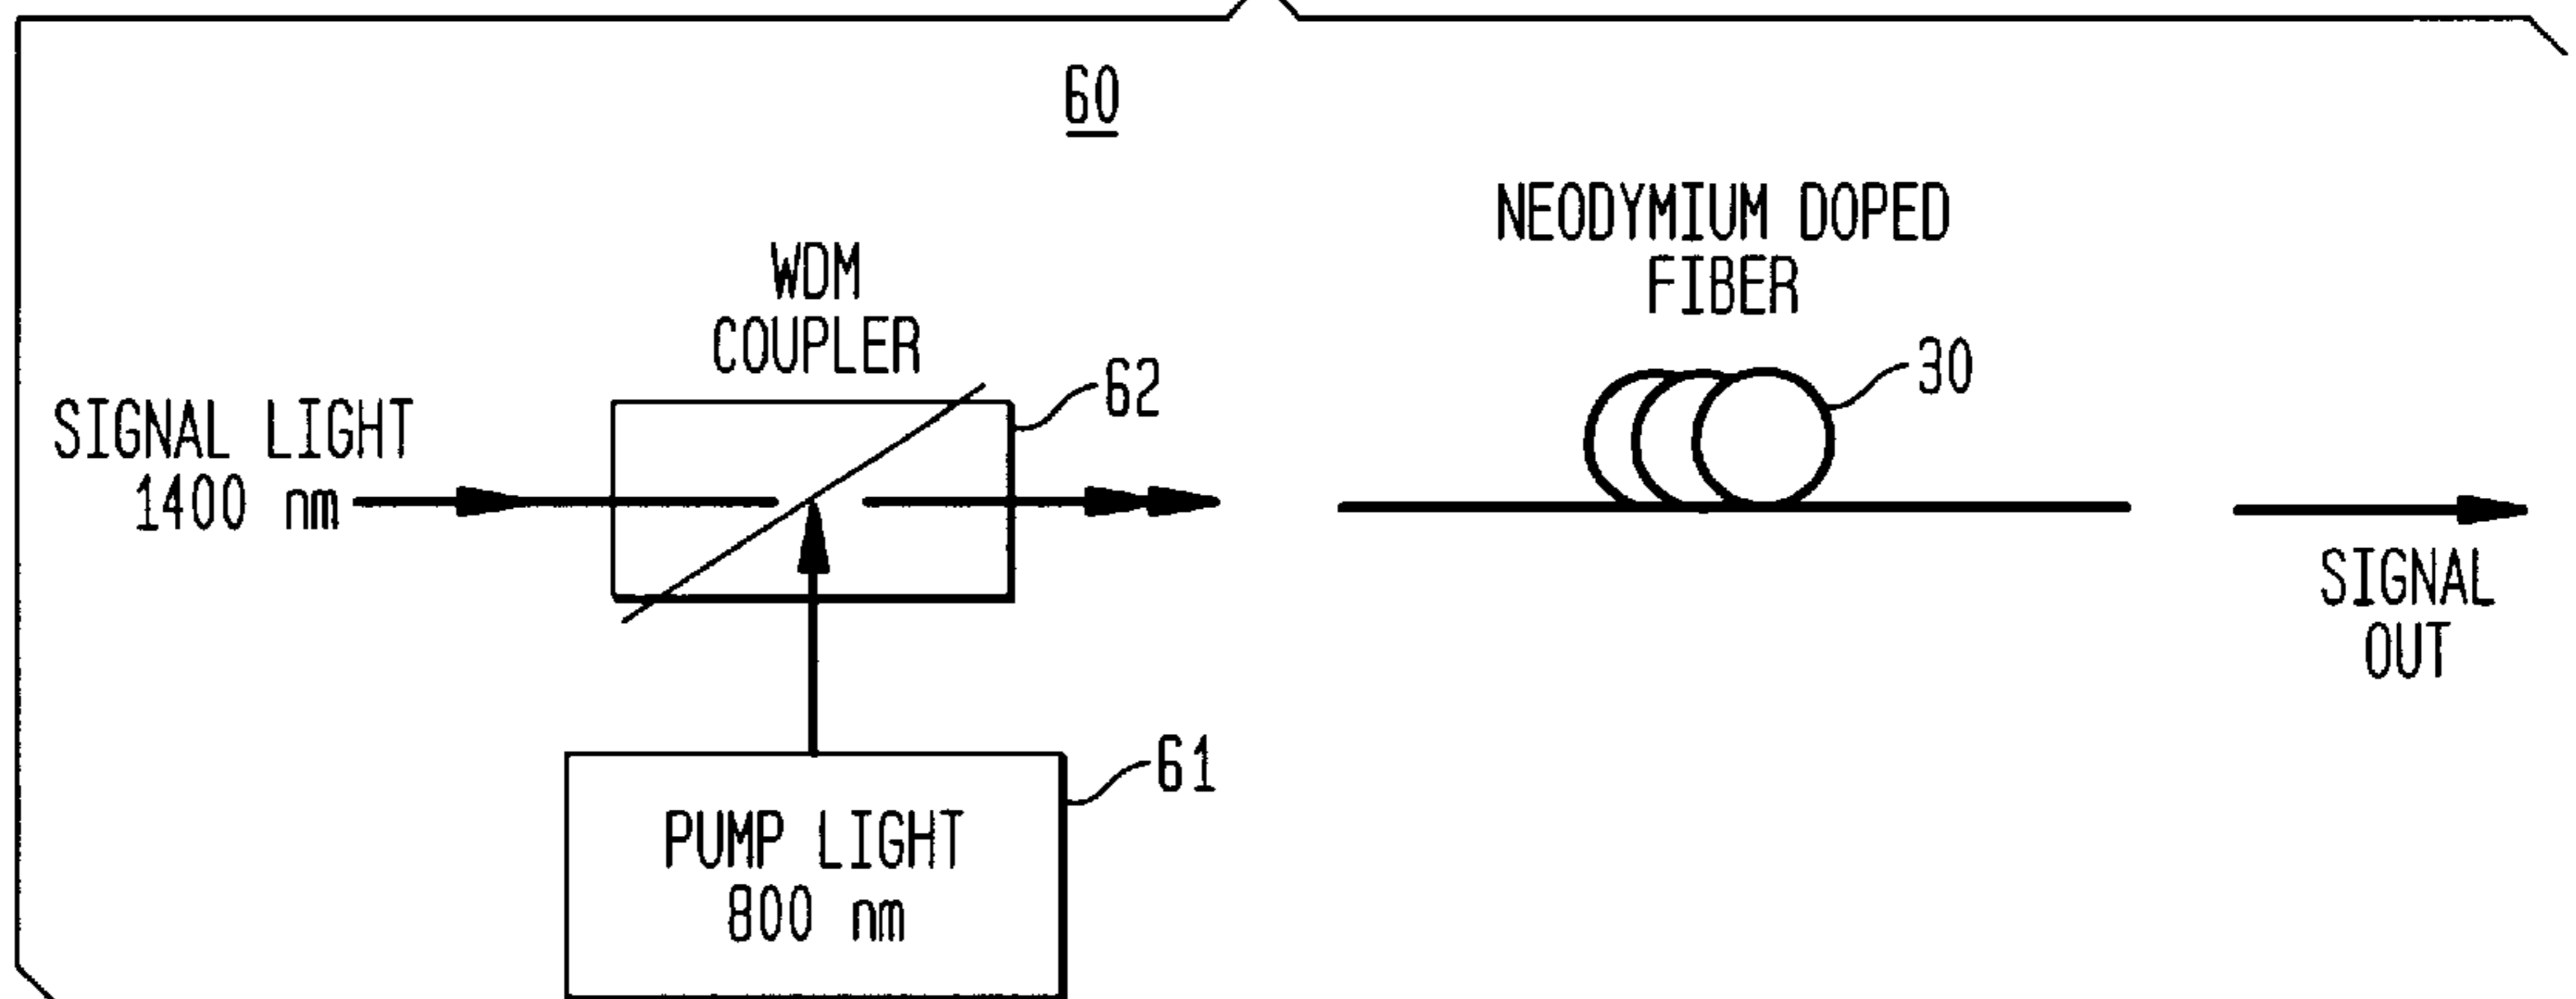 60
NEODYMIUM DOPED
FIBER
30
WDM
COUPLER
62
SIGNAL LIGHT
1400 nm
SIGNAL
OUT
61
PUMP LIGHT
800 nm